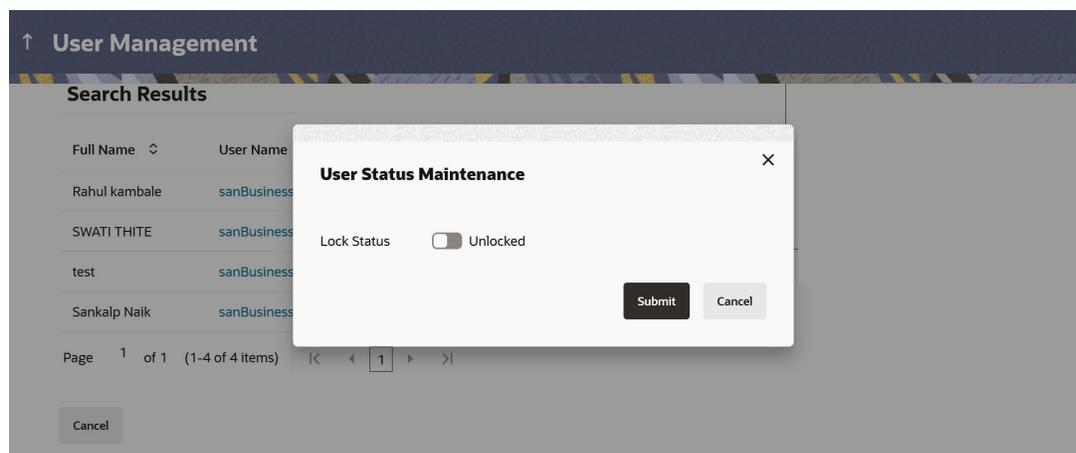 User Management
Search Results
Full Name User Name
Rahul kambale sanBusiness
SWATI THITE sanBusiness
test sanBusiness
Sankalp Naik sanBusiness
User Status Maintenance
Lock Status Unlocked
Submit Cancel
Page 1 of 1 (1-4 of 4 items) 1
Cancel